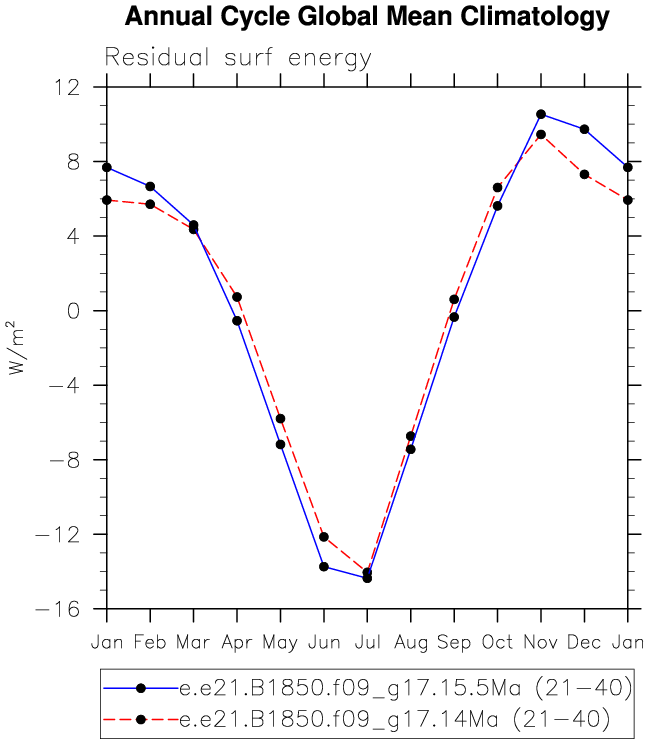 Annual Cycle Global Mean Climatology
Residual surf energy
12
8
4
0
−4
−8
−12
−16
W/m²
Jan Feb Mar Apr May Jun Jul Aug Sep Oct Nov Dec Jan
e.e21.B1850.f09_g17.15.5Ma (21−40)
e.e21.B1850.f09_g17.14Ma (21−40)